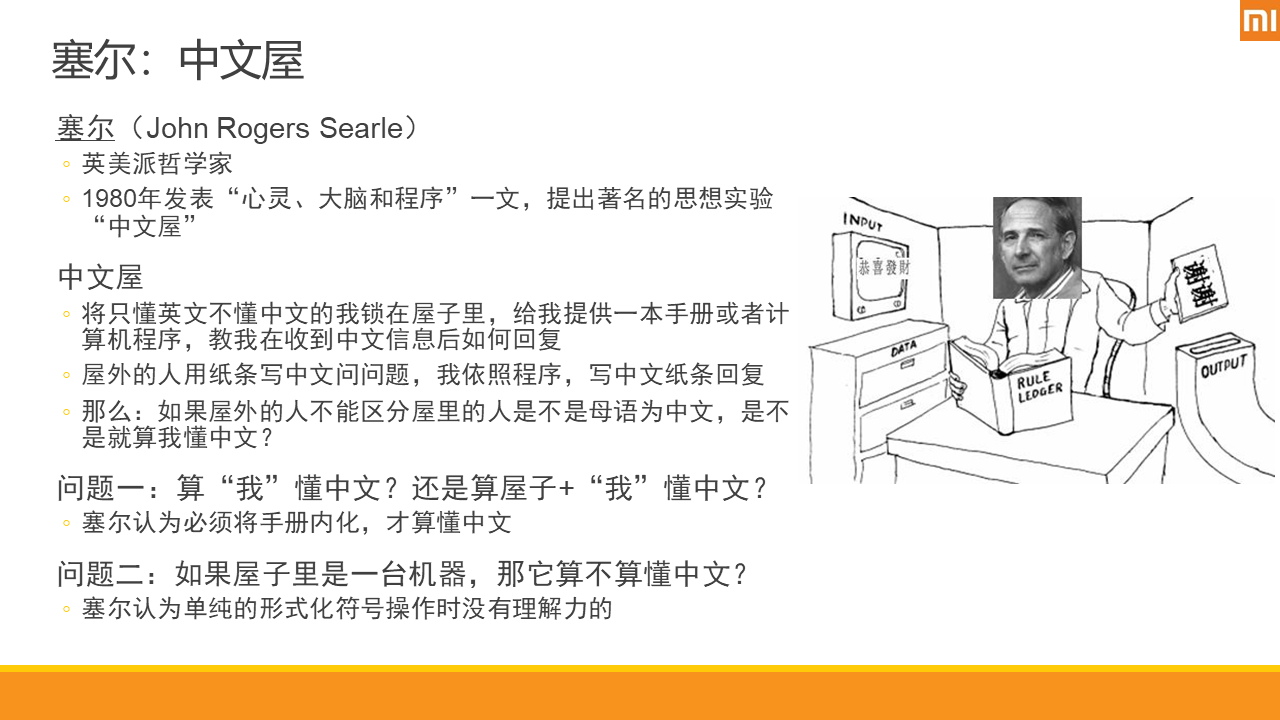 塞尔：中文屋
mi
塞尔（John Rogers Searle）
◦ 英美派哲学家
◦ 1980年发表“心灵、大脑和程序”一文，提出著名的思想实验
“中文屋”
中文屋
◦ 将只懂英文不懂中文的我锁在屋子里，给我提供一本手册或者计
算机程序，教我在收到中文信息后如何回复
◦ 屋外的人用纸条写中文问问题，我依照程序，写中文纸条回复
◦ 那么：如果屋外的人不能区分屋里的人是不是母语为中文，是不
是就算我懂中文？
问题一：算“我”懂中文？还是算屋子+“我”懂中文？
◦ 塞尔认为必须将手册内化，才算懂中文
问题二：如果屋子里是一台机器，那它算不算懂中文？
◦ 塞尔认为单纯的形式化符号操作时没有理解力的
INPUT
恭喜發財
DATA
RULE
LEDGER
謝謝
OUTPUT